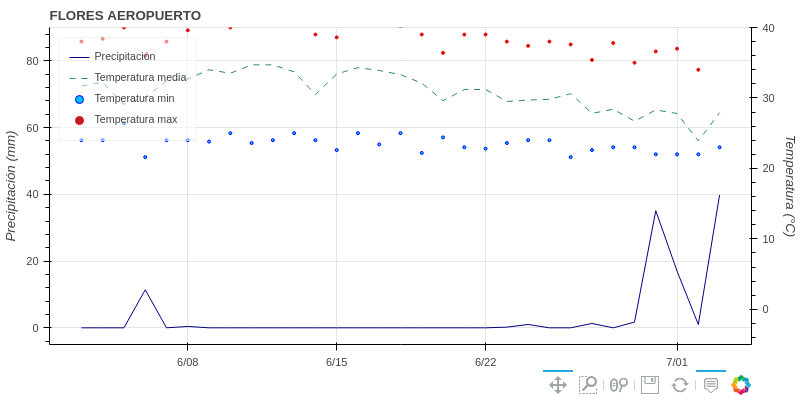 FLORES AEROPUERTO
Precipitación
Temperatura media
Temperatura min
Temperatura max
Precipitación (mm)
80
60
40
20
0
Temperatura (°C)
40
30
20
10
0
6/08
6/15
6/22
7/01